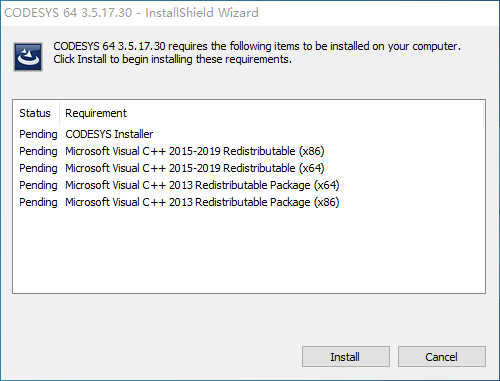 CODESYS 64 3.5.17.30 - InstallShield Wizard
CODESYS 64 3.5.17.30 requires the following items to be installed on your computer.
Click Install to begin installing these requirements.
Status Requirement
Pending CODESYS Installer
Pending Microsoft Visual C++ 2015-2019 Redistributable (x86)
Pending Microsoft Visual C++ 2015-2019 Redistributable (x64)
Pending Microsoft Visual C++ 2013 Redistributable Package (x64)
Pending Microsoft Visual C++ 2013 Redistributable Package (x86)
Install Cancel